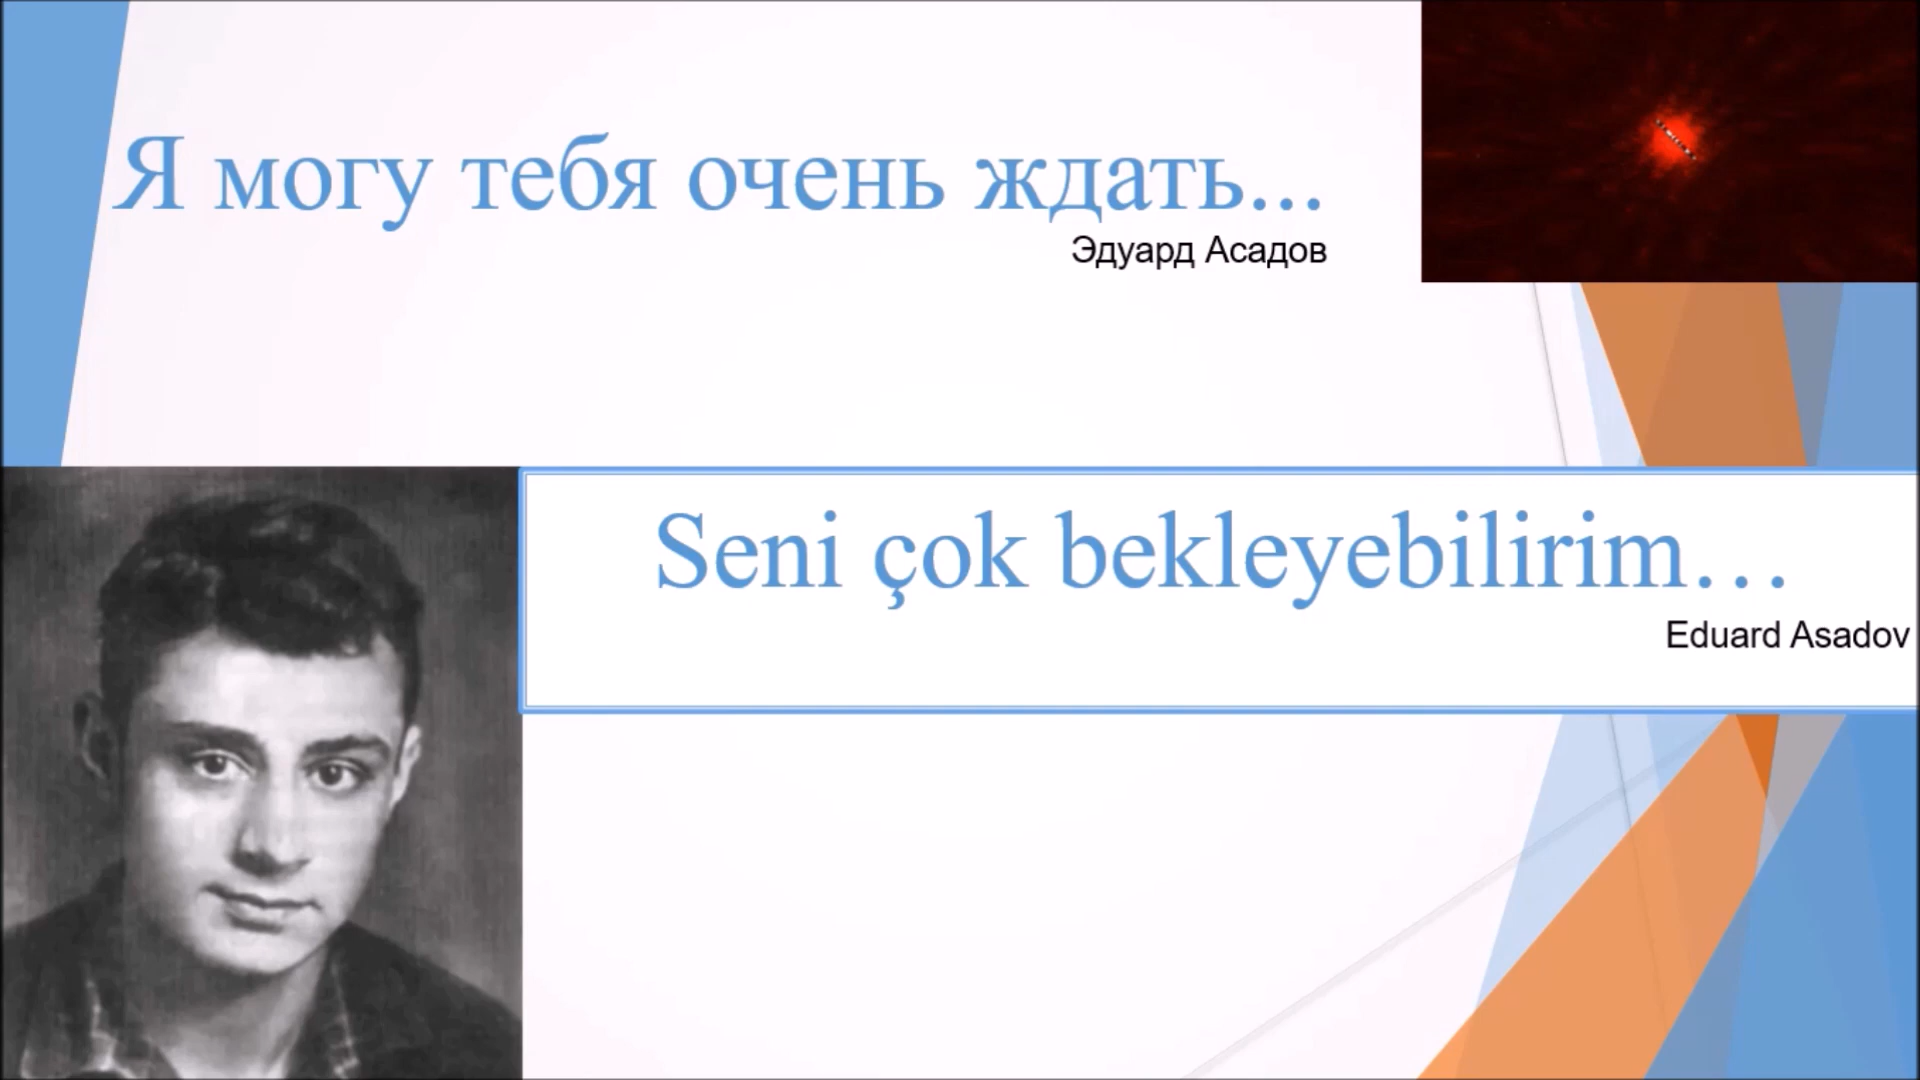 Я могу тебя очень ждать...
Эдуард Асадов
Seni çok bekleyebilirim…
Eduard Asadov